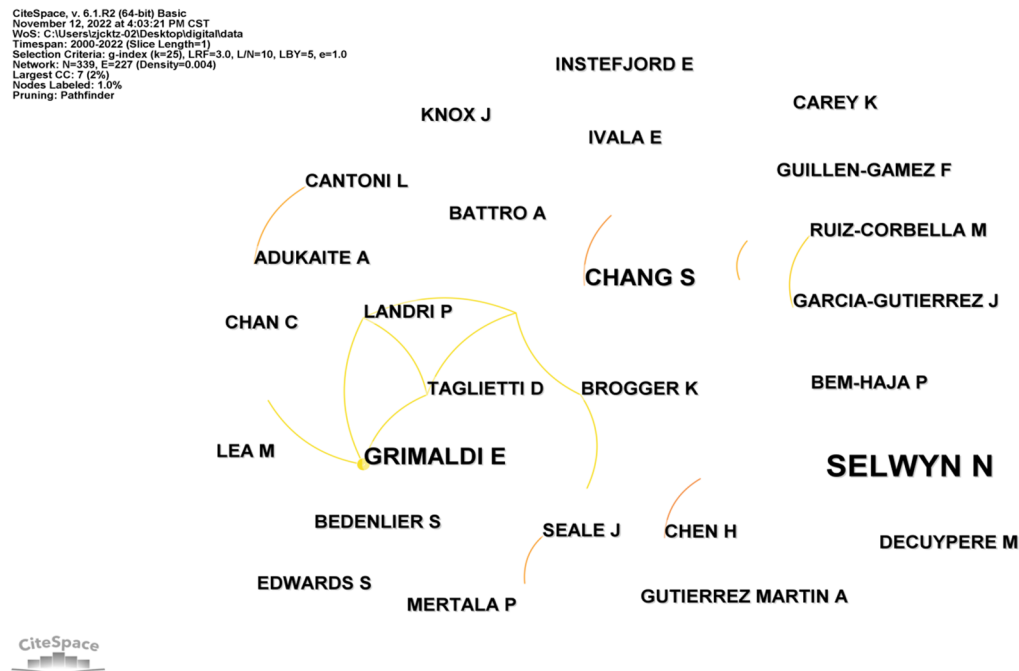 CiteSpace, v. 6.1.R2 (64-bit) Basic
November 12, 2022 at 4:03:21 PM CST
WoS: C:\Users\zjcktz-02\Desktop\digital\data
Timespan: 2000-2022 (Slice Length=1)
Selection Criteria: g-index (k=25), LRF=3.0, L/N=10, LBY=5, e=1.0
Network: N=339, E=227 (Density=0.004)
Largest CC: 7 (2%)
Nodes Labeled: 1.0%
Pruning: Pathfinder
INSTEFJORD E
CAREY K
KNOX J
IVALA E
GUILLEN-GAMEZ F
CANTONI L
BATTRO A
RUIZ-CORBELLA M
ADUKAITE A
CHANG S
GARCIA-GUTIERREZ J
LANDRI P
CHAN C
BEM-HAJA P
TAGLIETTI D
BROGGER K
LEA M
GRIMALDI E
SELWYN N
BEDENLIER S
SEALE J
CHEN H
DECUYPERE M
EDWARDS S
MERTALA P
GUTIERREZ MARTIN A
CiteSpace